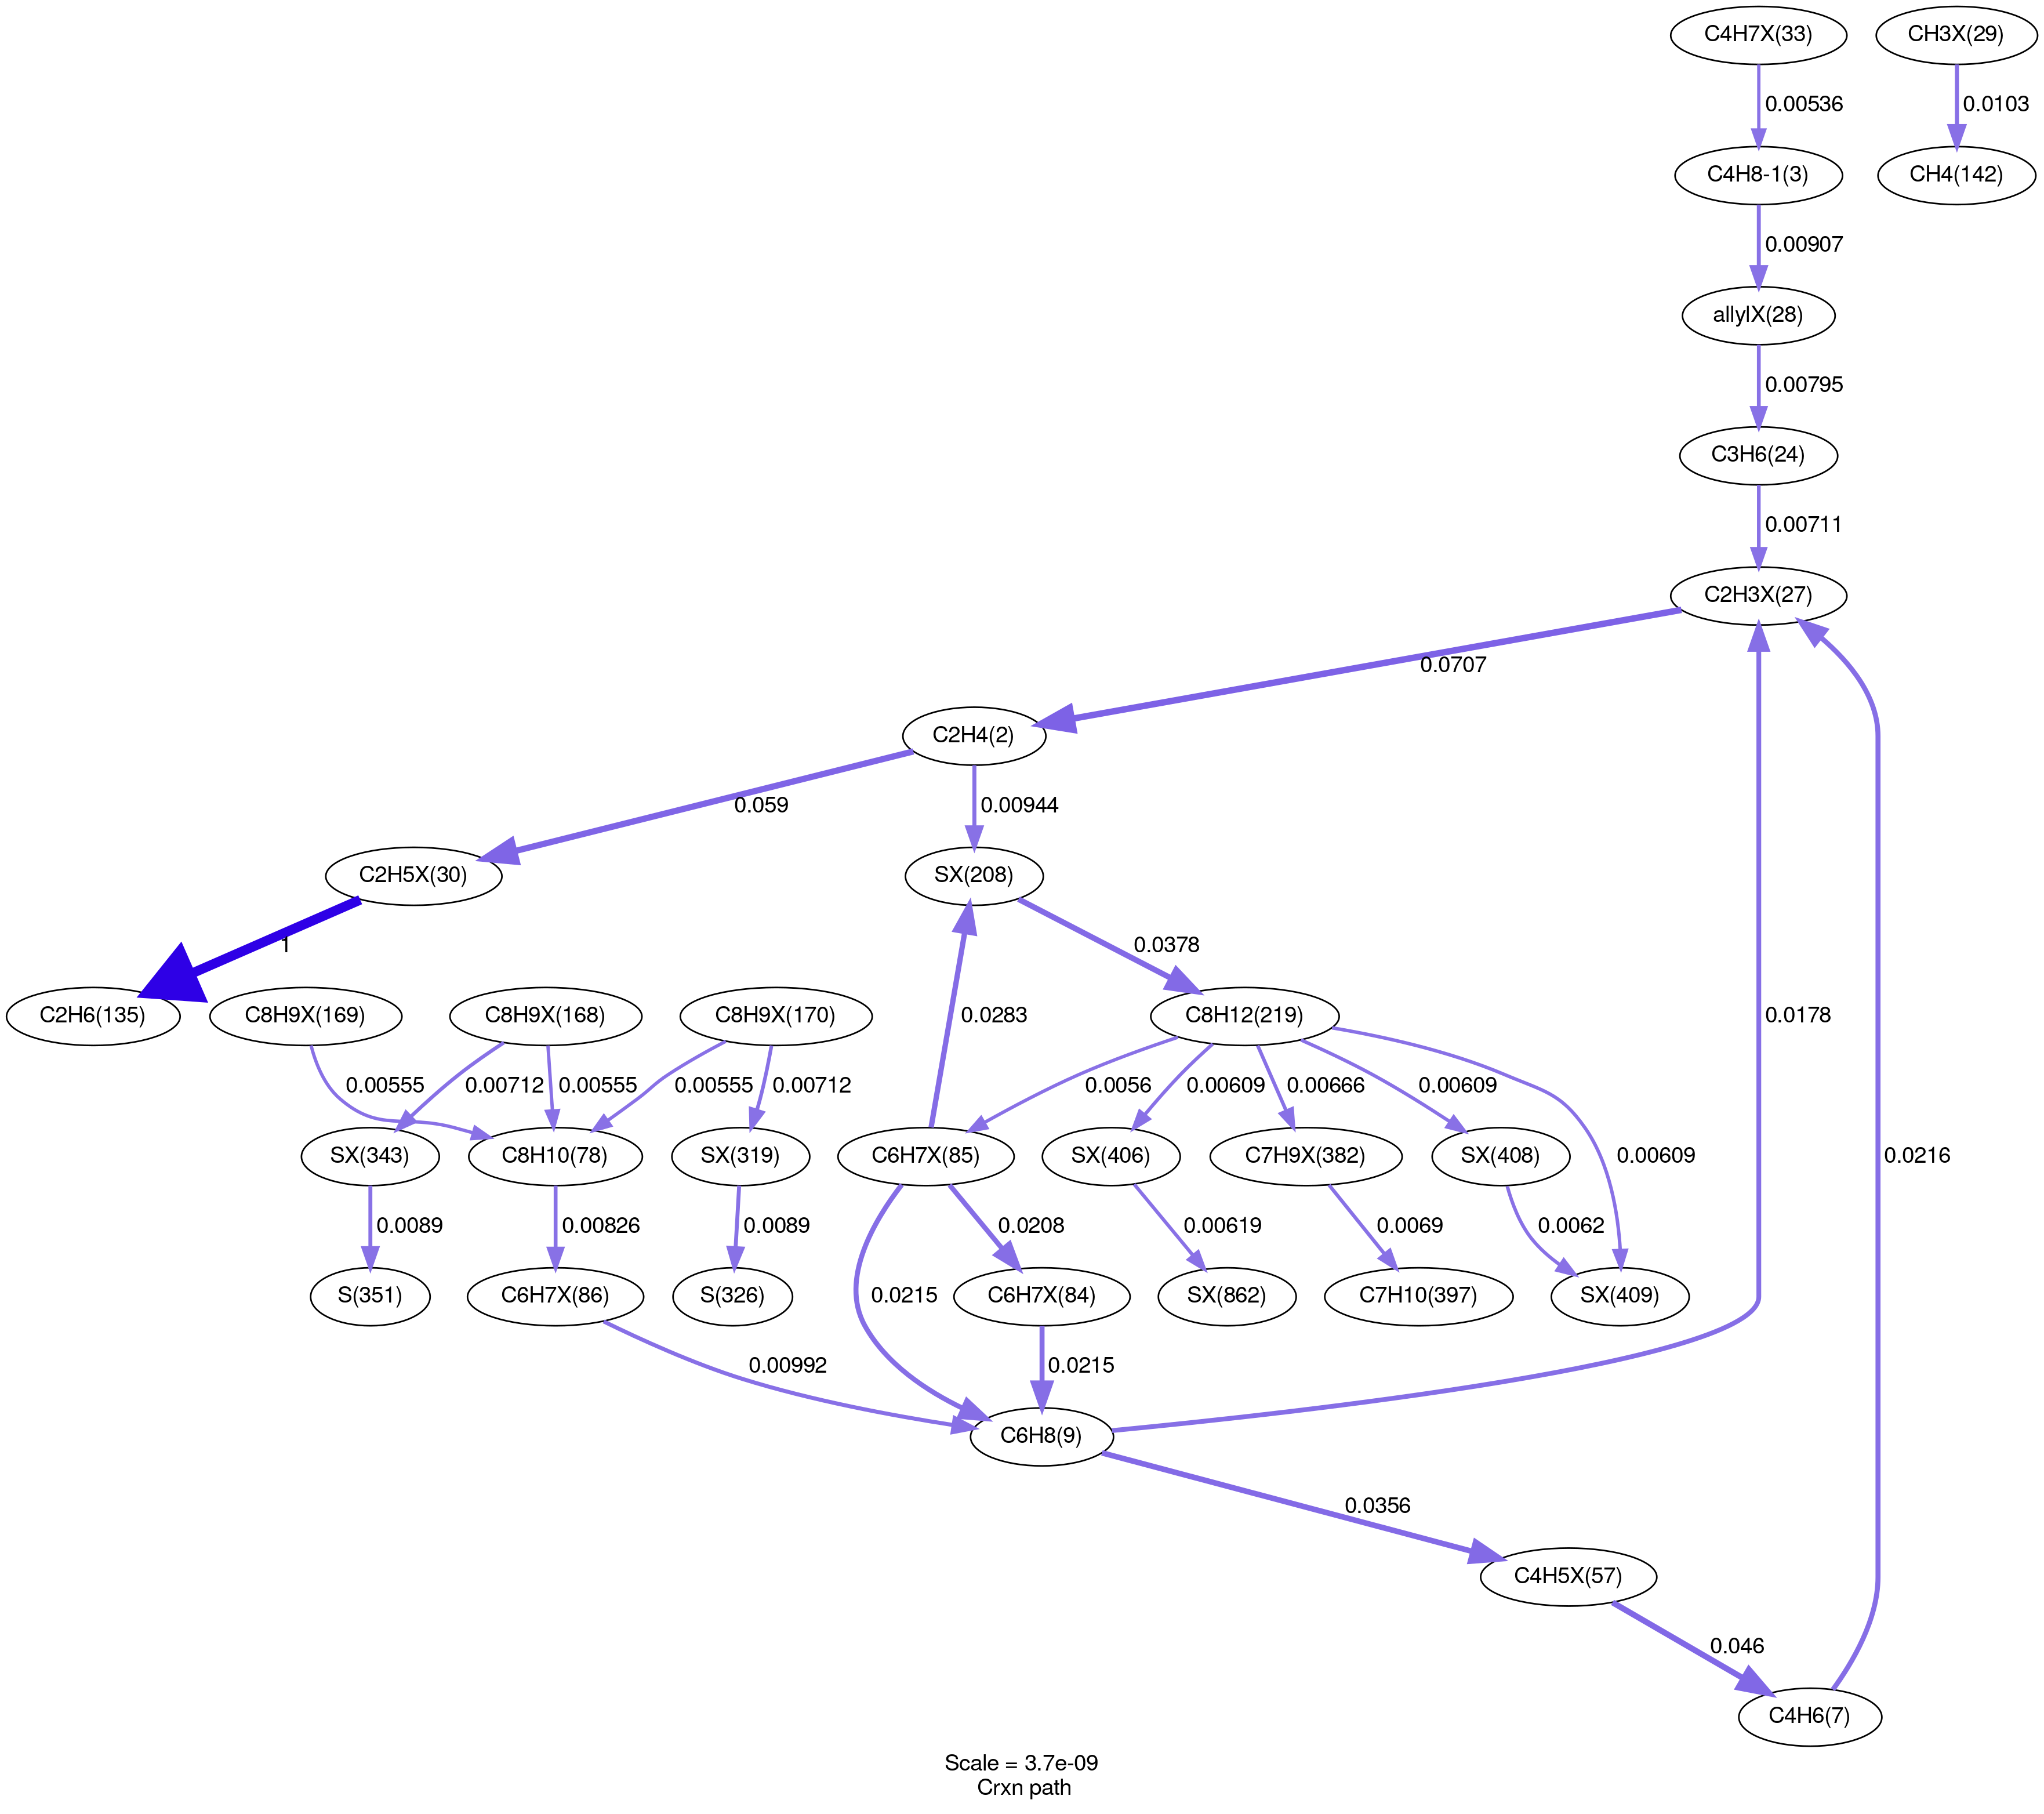 C4H7X(33)
CH3X(29)
0.00536
0.0103
C4H8-1(3)
CH4(142)
0.00907
allylX(28)
0.00795
C3H6(24)
0.00711
C2H3X(27)
0.0707
C2H4(2)
0.059
0.00944
C2H5X(30)
SX(208)
1
0.0283
0.0378
C2H6(135)
C8H9X(169)
C8H9X(168)
C8H9X(170)
C8H12(219)
0.0178
0.00555
0.00712
0.00555
0.00555
0.00712
0.0056
0.00609
0.00666
0.00609
0.00609
0.0216
SX(343)
C8H10(78)
SX(319)
C6H7X(85)
SX(406)
C7H9X(382)
SX(408)
0.0089
0.00826
0.0089
0.0215
0.0208
0.00619
0.0069
0.0062
S(351)
C6H7X(86)
S(326)
C6H7X(84)
SX(862)
C7H10(397)
SX(409)
0.00992
0.0215
C6H8(9)
0.0356
C4H5X(57)
0.046
C4H6(7)
Scale = 3.7e-09
Crxn path